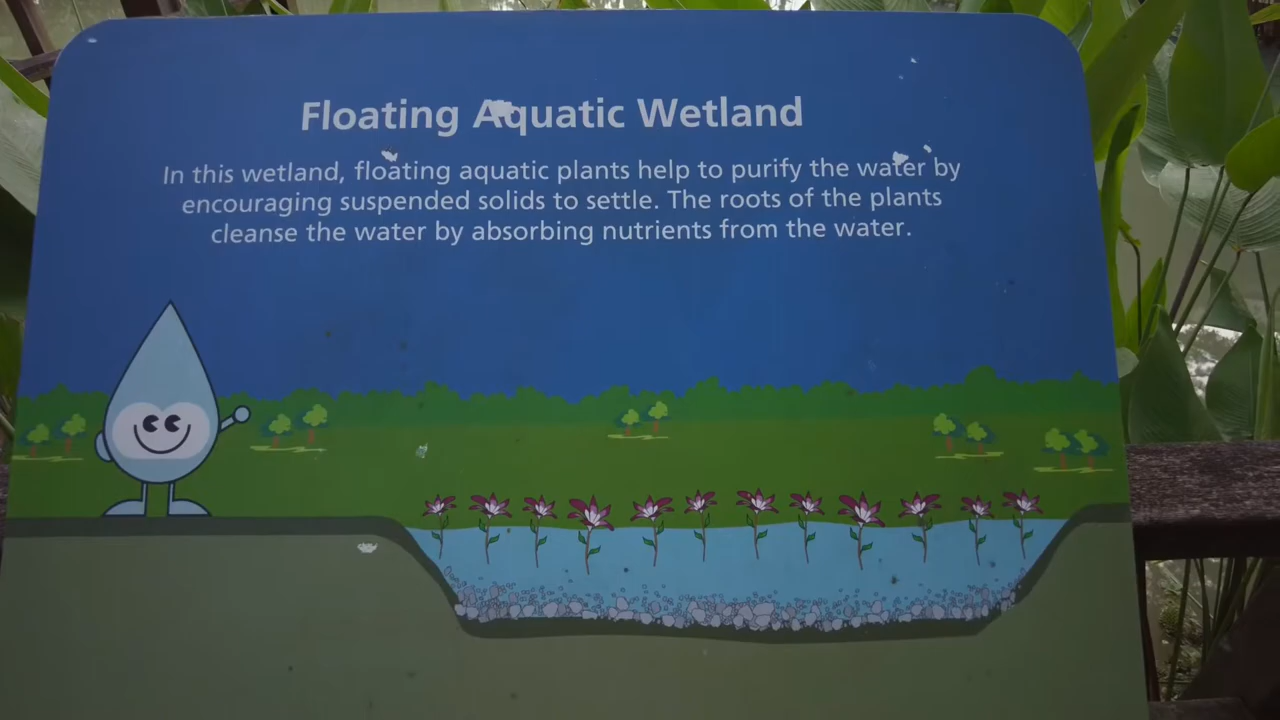 Floating Aquatic Wetland
In this wetland, floating aquatic plants help to purify the water by
encouraging suspended solids to settle. The roots of the plants
cleanse the water by absorbing nutrients from the water.